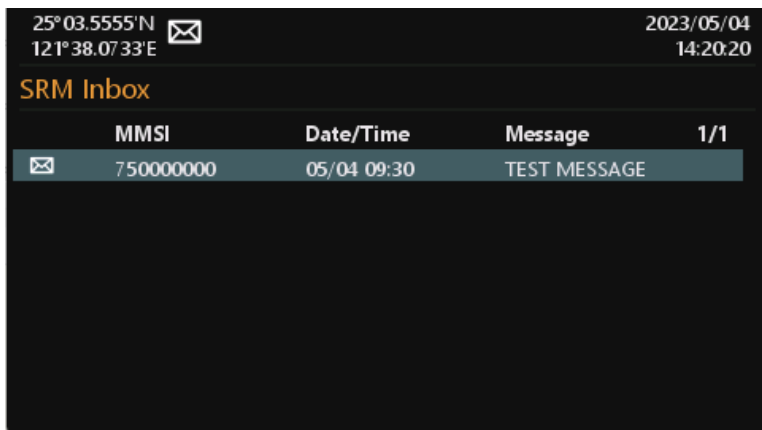 25°03.5555'N 2023/05/04
121°38.0733'E 14:20:20
SRM Inbox
MMSI Date/Time Message 1/1
750000000 05/04 09:30 TEST MESSAGE